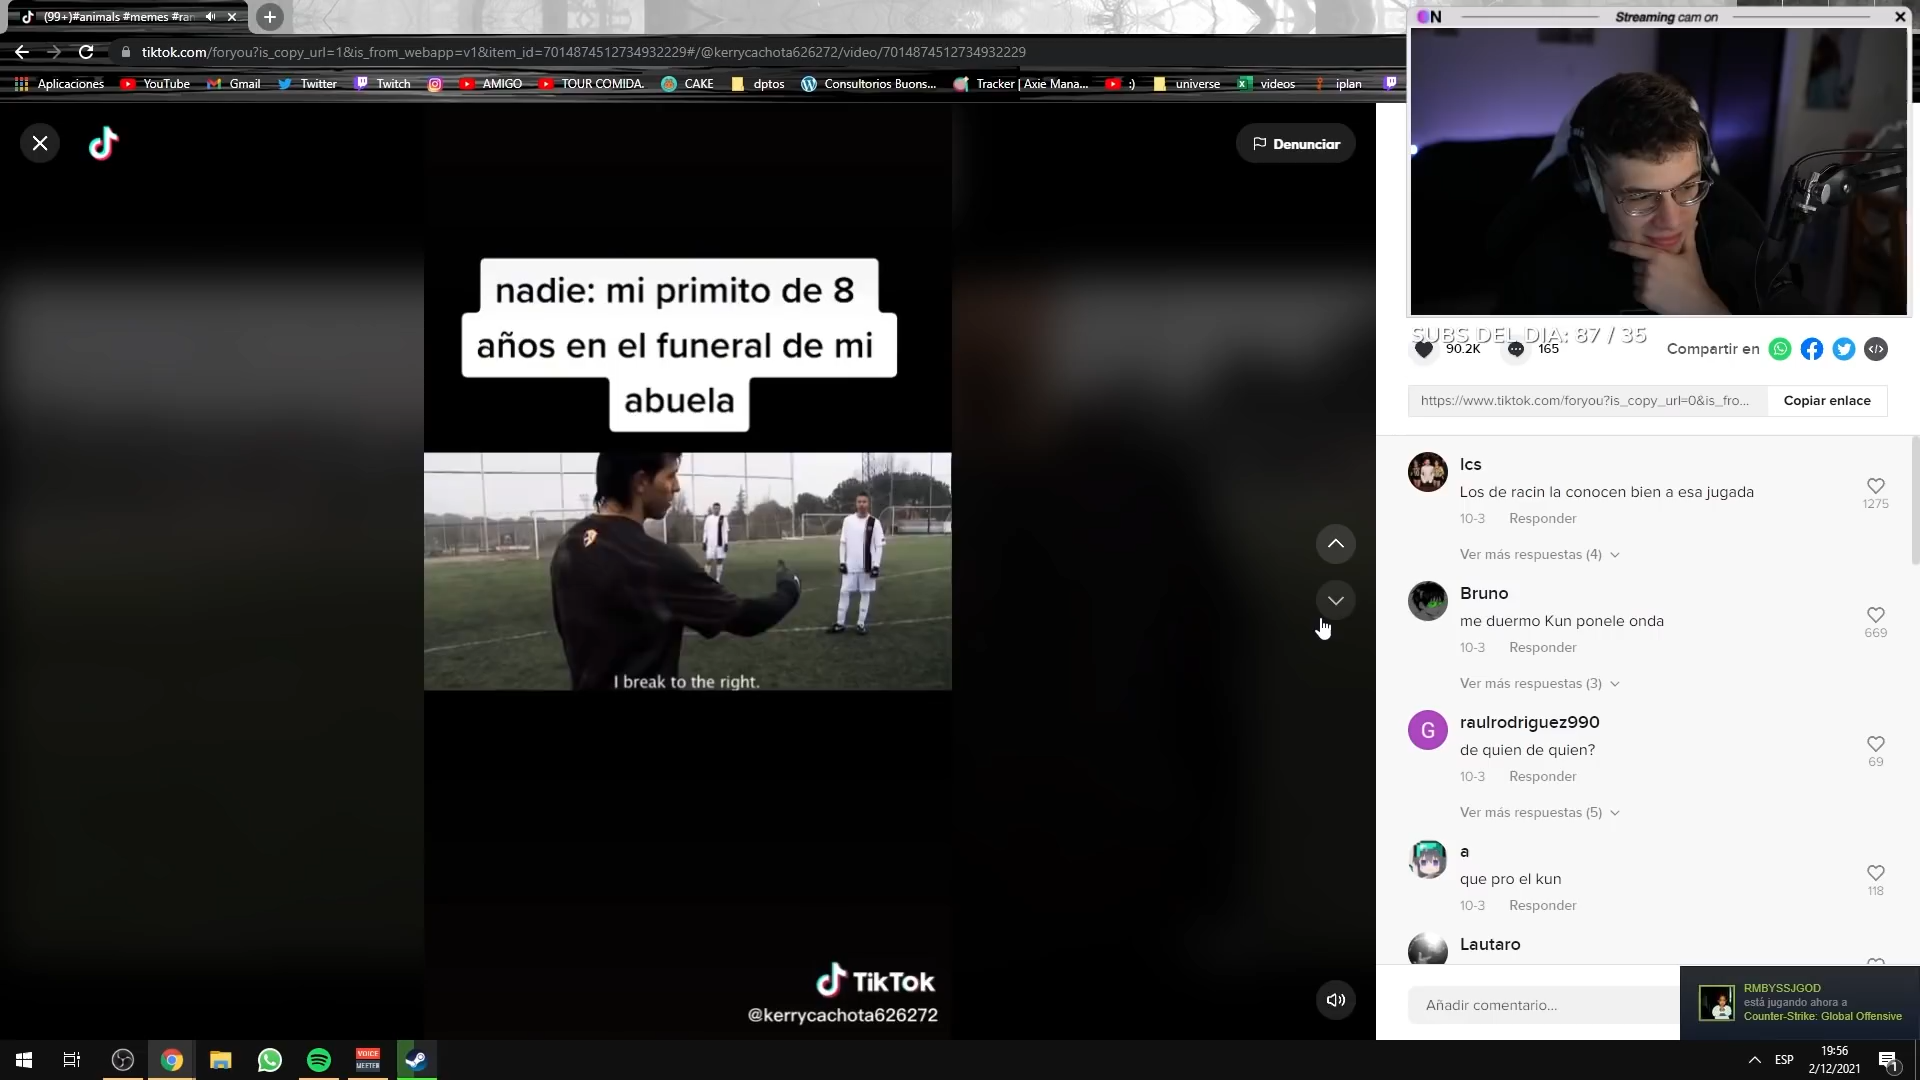 (99+)#animals #memes #ran
ON
Streaming cam on
tiktok.com/foryou?is_copy_url=1&is_from_webapp=v1&item_id=7014874512734932229#/@kerrycachota626272/video/7014874512734932229
Aplicaciones
YouTube
Gmail
Twitter
Twitch
AMIGO
TOUR COMIDA.
CAKE
dptos
Consultorios Buons...
Tracker | Axie Mana...
:)
universe
videos
iplan
Denunciar
nadie: mi primito de 8
años en el funeral de mi
abuela
I break to the right.
TikTok
@kerrycachota626272
SUBS DEL DIA: 87 / 35
90.2K
165
Compartir en
https://www.tiktok.com/foryou?is_copy_url=0&is_fro...
Copiar enlace
lcs
Los de racin la conocen bien a esa jugada
1275
10-3
Responder
Ver más respuestas (4)
Bruno
me duermo Kun ponele onda
669
10-3
Responder
Ver más respuestas (3)
G
raulrodriguez990
de quien de quien?
69
10-3
Responder
Ver más respuestas (5)
a
que pro el kun
118
10-3
Responder
Lautaro
Añadir comentario...
RMBYSSJGOD
está jugando ahora a
Counter-Strike: Global Offensive
VOICE
MEETER
ESP
19:56
2/12/2021
1